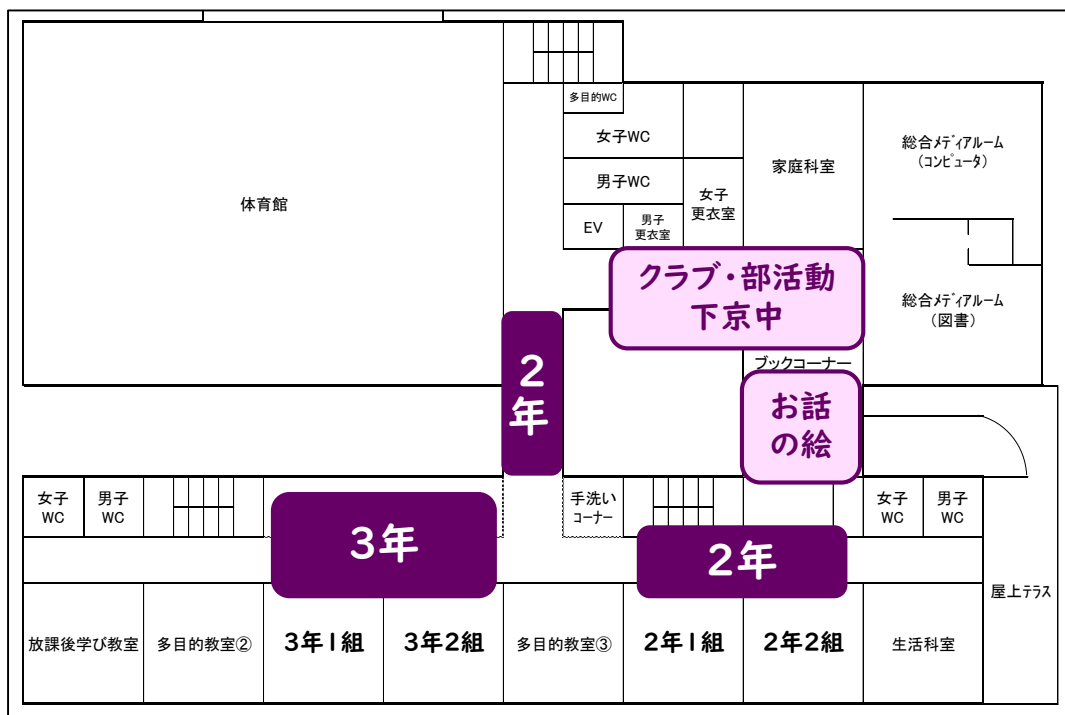 多目的WC
女子WC
男子WC
EV
男子
更衣室
女子
更衣室
家庭科室
総合ﾒﾃﾞｨｱﾙｰﾑ
(ｺﾝﾋﾟｭｰﾀ)
体育館
クラブ・部活動
下京中
総合ﾒﾃﾞｨｱﾙｰﾑ
(図書)
2
年
ブックコーナー
お話
の絵
女子
WC
男子
WC
3年
手洗い
ｺｰﾅｰ
2年
女子
WC
男子
WC
屋上ﾃﾗｽ
放課後学び教室
多目的教室②
3年1組
3年2組
多目的教室③
2年1組
2年2組
生活科室